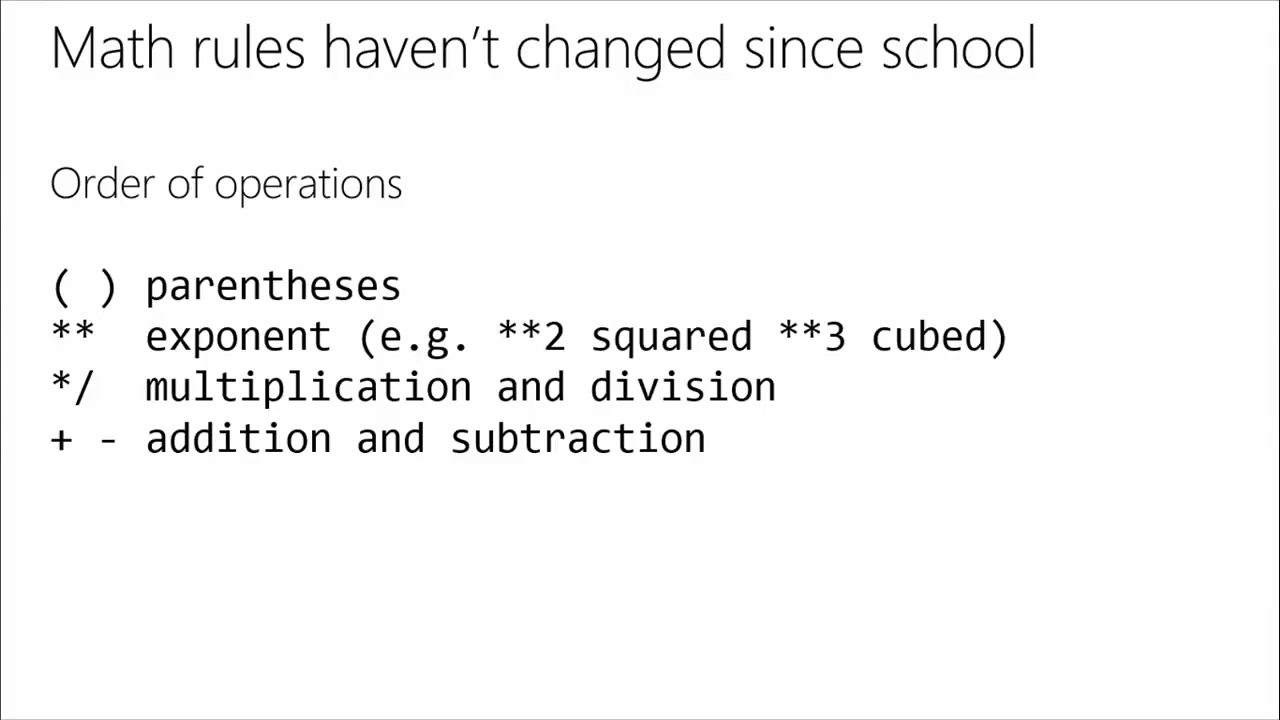 Math rules haven't changed since school
Order of operations
( ) parentheses
** exponent (e.g. **2 squared **3 cubed)
*/ multiplication and division
+ - addition and subtraction